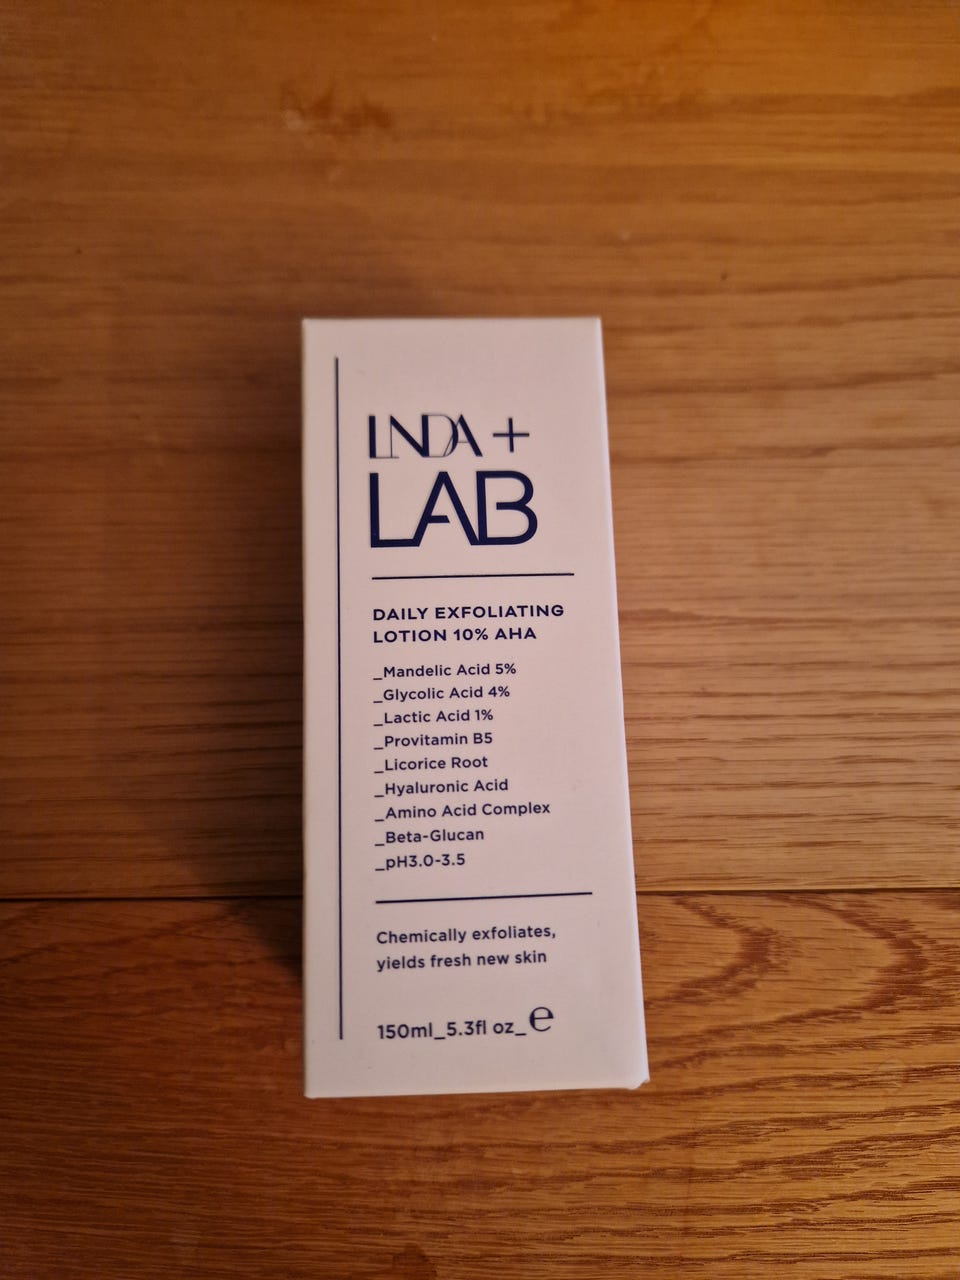 LINDA +
LAB
DAILY EXFOLIATING
LOTION 10% AHA
_Mandelic Acid 5%
_Glycolic Acid 4%
_Lactic Acid 1%
_Provitamin B5
_Licorice Root
_Hyaluronic Acid
_Amino Acid Complex
_Beta-Glucan
_pH3.0-3.5
Chemically exfoliates,
yields fresh new skin
150ml_5.3fl oz_℮